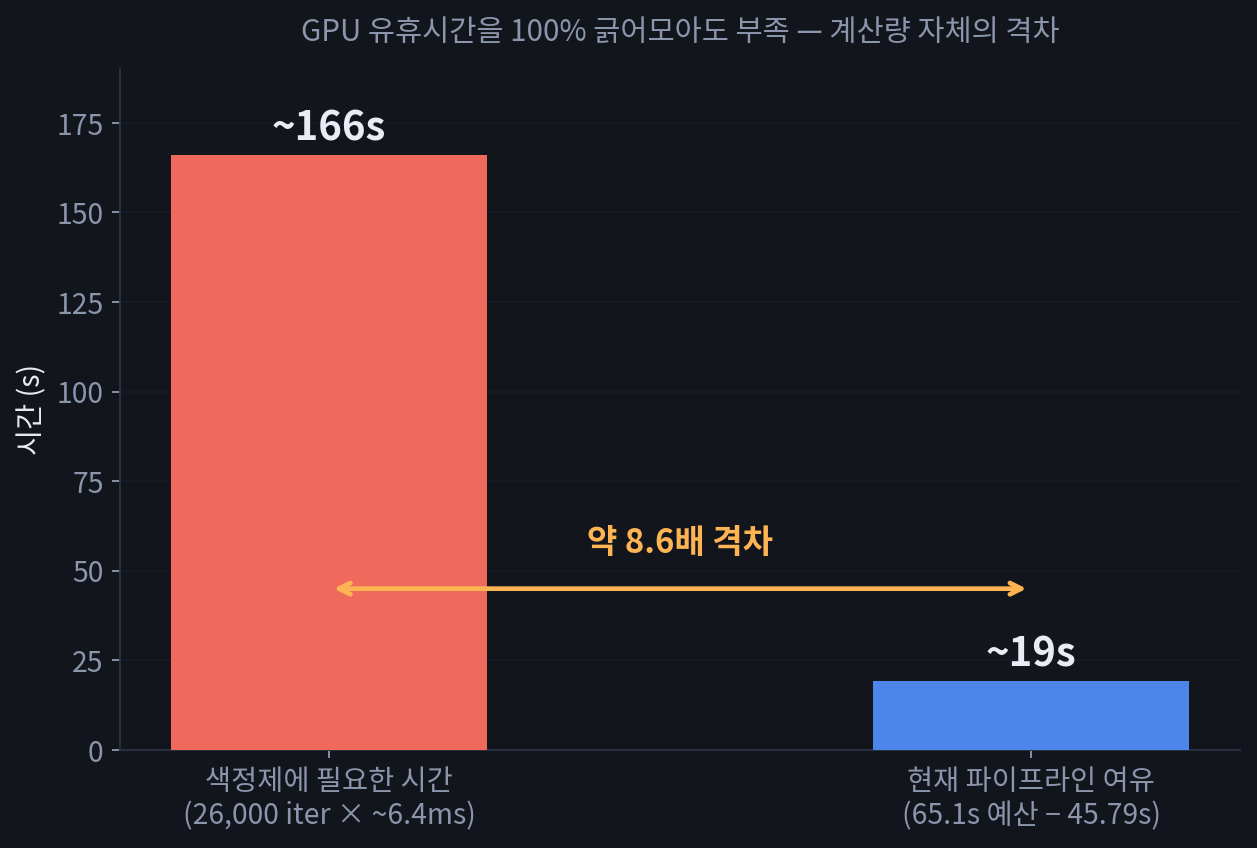 GPU 유휴시간을 100% 긁어모아도 부족 — 계산량 자체의 격차
시간 (s)
175
150
125
100
75
50
25
0
~166s
약 8.6배 격차
~19s
색정제에 필요한 시간
(26,000 iter × ~6.4ms)
현재 파이프라인 여유
(65.1s 예산 − 45.79s)